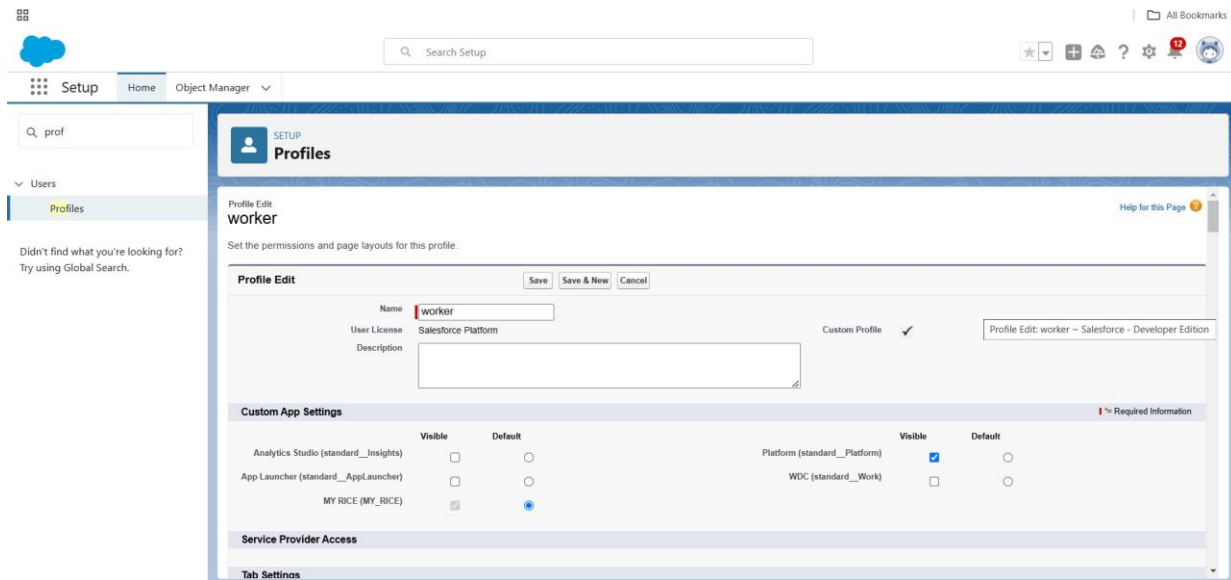 All Bookmarks
Search Setup
12
Setup
Home
Object Manager
prof
Users
Profiles
Didn't find what you're looking for?
Try using Global Search.
SETUP
Profiles
Profile Edit
worker
Help for this Page
Set the permissions and page layouts for this profile.
Profile Edit
Save
Save & New
Cancel
Name
worker
User License
Salesforce Platform
Custom Profile
Profile Edit: worker ~ Salesforce - Developer Edition
Description
Custom App Settings
= Required Information
Visible
Default
Visible
Default
Analytics Studio (standard__Insights)
Platform (standard__Platform)
App Launcher (standard__AppLauncher)
WDC (standard__Work)
MY RICE (MY_RICE)
Service Provider Access
Tab Settings